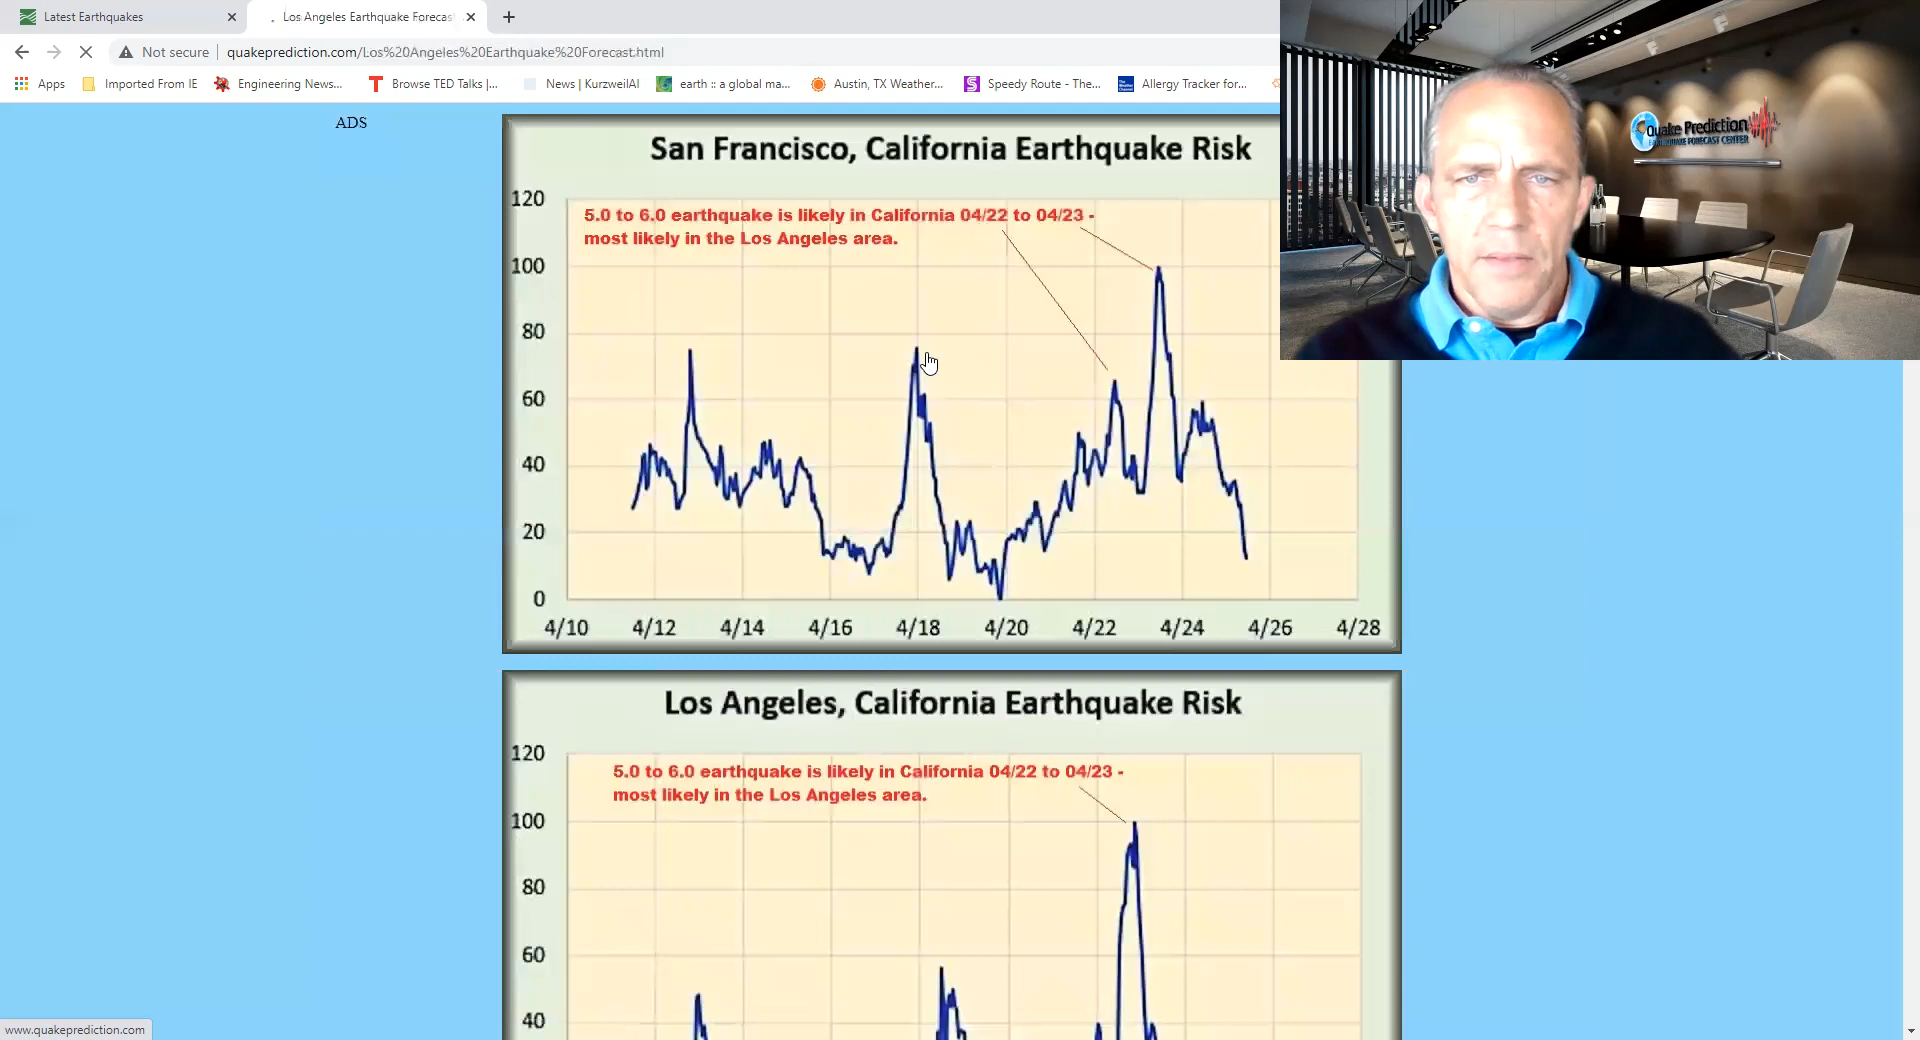 Latest Earthquakes
Los Angeles Earthquake Forecast
Not secure
quakeprediction.com/Los%20Angeles%20Earthquake%20Forecast.html
Apps
Imported From IE
Engineering News...
Browse TED Talks |...
News | KurzweilAI
earth :: a global ma...
Austin, TX Weather...
Speedy Route - The...
Allergy Tracker for...
Quake Prediction
EARTHQUAKE FORECAST CENTER
ADS
San Francisco, California Earthquake Risk
120
5.0 to 6.0 earthquake is likely in California 04/22 to 04/23 -
most likely in the Los Angeles area.
100
80
60
40
20
0
4/10 4/12 4/14 4/16 4/18 4/20 4/22 4/24 4/26 4/28
Los Angeles, California Earthquake Risk
120
5.0 to 6.0 earthquake is likely in California 04/22 to 04/23 -
most likely in the Los Angeles area.
100
80
60
40
www.quakeprediction.com